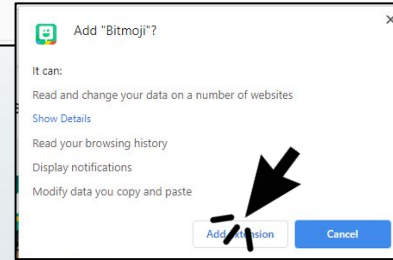 Add "Bitmoji"?
It can:
Read and change your data on a number of websites
Show Details
Read your browsing history
Display notifications
Modify data you copy and paste
Add extension
Cancel